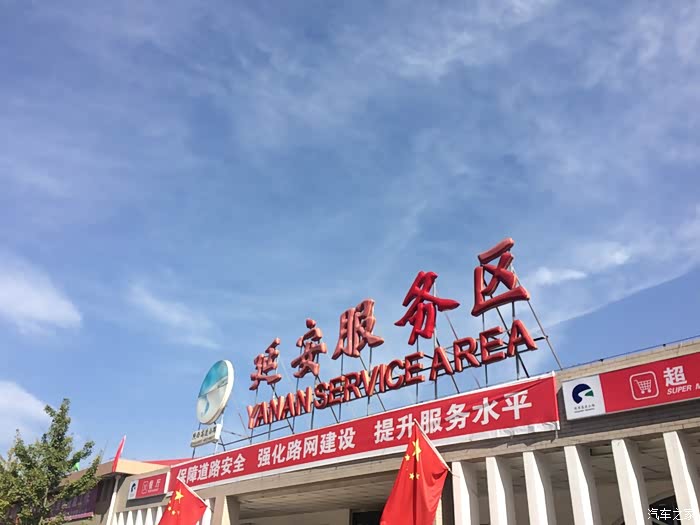 延安服务区
YANAN SERVICE AREA
保障道路安全 强化路网建设 提升服务水平
超
SUPER
汽车之家